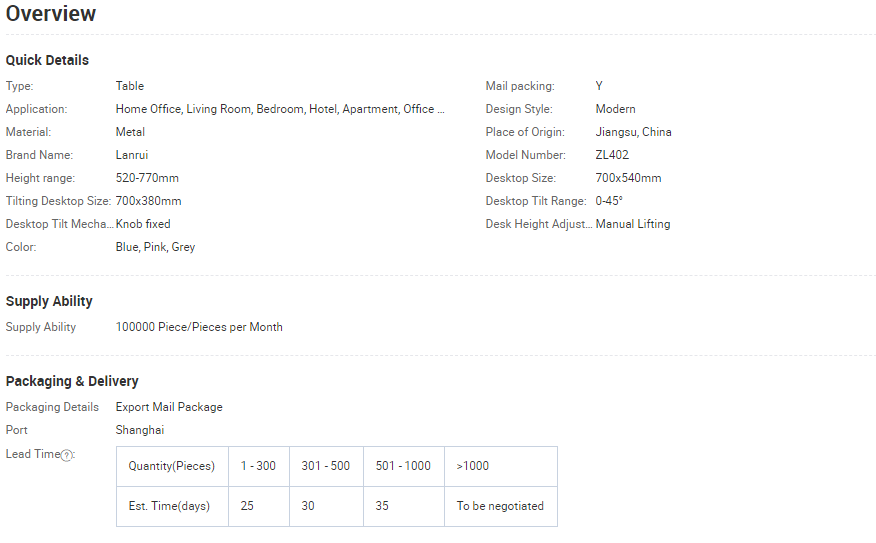 Overview
Quick Details
Type: Table Mail packing: Y
Application: Home Office, Living Room, Bedroom, Hotel, Apartment, Office ... Design Style: Modern
Material: Metal Place of Origin: Jiangsu, China
Brand Name: Lanrui Model Number: ZL402
Height range: 520-770mm Desktop Size: 700x540mm
Tilting Desktop Size: 700x380mm Desktop Tilt Range: 0-45°
Desktop Tilt Mecha... Knob fixed Desk Height Adjust... Manual Lifting
Color: Blue, Pink, Grey
Supply Ability
Supply Ability 100000 Piece/Pieces per Month
Packaging & Delivery
Packaging Details Export Mail Package
Port Shanghai
Lead Time?:
Quantity(Pieces) 1 - 300 301 - 500 501 - 1000 >1000
Est. Time(days) 25 30 35 To be negotiated